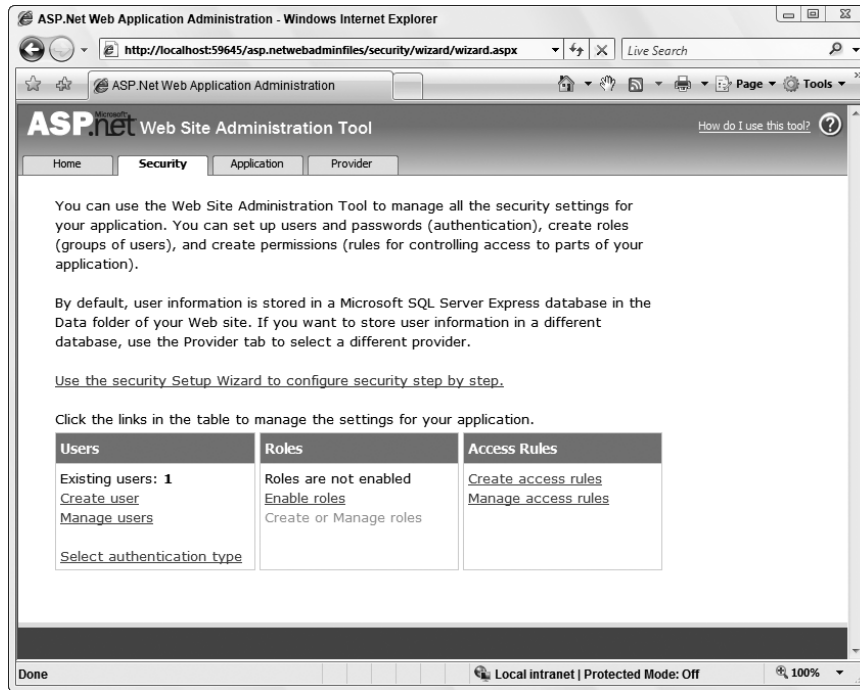 ASP.Net Web Application Administration - Windows Internet Explorer
http://localhost:59645/asp.netwebadminfiles/security/wizard/wizard.aspx
Live Search
ASP.Net Web Application Administration
Page
Tools
Microsoft
ASP.net Web Site Administration Tool
How do I use this tool? ?
Home Security Application Provider
You can use the Web Site Administration Tool to manage all the security settings for
your application. You can set up users and passwords (authentication), create roles
(groups of users), and create permissions (rules for controlling access to parts of your
application).
By default, user information is stored in a Microsoft SQL Server Express database in the
Data folder of your Web site. If you want to store user information in a different
database, use the Provider tab to select a different provider.
Use the security Setup Wizard to configure security step by step.
Click the links in the table to manage the settings for your application.
Users
Existing users: 1
Create user
Manage users
Select authentication type
Roles
Roles are not enabled
Enable roles
Create or Manage roles
Access Rules
Create access rules
Manage access rules
Done
Local intranet | Protected Mode: Off
100%